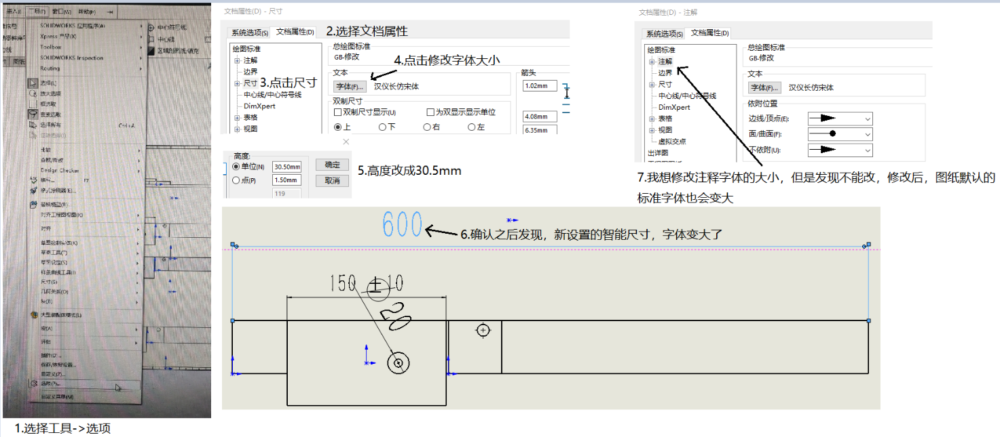 工具(T)
窗口(W)
帮助(H)
SOLIDWORKS 应用程序(A)
Xpress 产品(X)
Toolbox
SOLIDWORKS Inspection
Routing
选择(L)
放大选取
框选取
套索选取
选择所有 Ctrl+A
比较
查找/修改
Design Checker
F7
格式涂刷器(E)...
替换模型(R)...
对齐工程图视图(K)
对齐
草图绘制实体(K)
草图工具(T)
草图设定(S)
样条曲线工具(I)
尺寸(S)
几何关系(O)
块(B)
大型装配体模式(L)
宏(A)
评估
插件(D)...
保存/恢复设置...
自定义(Z)...
选项(P)...
自定义菜单(M)
中心符号线
中心线
区域剖面线/填充
1.选择工具->选项
文档属性(D) - 尺寸
系统选项(S) 文档属性(D) 2.选择文档属性
绘图标准
注解
边界
尺寸 3.点击尺寸
中心线/中心符号线
DimXpert
表格
视图
总绘图标准
GB-修改
4.点击修改字体大小
文本
字体(F)... 汉仪长仿宋体
双制尺寸
双制尺寸显示(U) 为双显示显示单位
上 下 右 左
箭头
1.02mm
4.08mm
6.35mm
高度:
单位(N) 30.50mm 确定
点(P) 1.50mm 取消
119
5.高度改成30.5mm
文档属性(D) - 注解
系统选项(S) 文档属性(D)
绘图标准
注解
边界
尺寸
中心线/中心符号线
DimXpert
表格
视图
虚拟交点
出详图
总绘图标准
GB-修改
文本
字体(F)... 汉仪长仿宋体
依附位置
边线/顶点(E):
面/曲面(F):
不依附(U):
7.我想修改注释字体的大小，但是发现不能改，修改后，图纸默认的
标准字体也会变大
600
6.确认之后发现，新设置的智能尺寸，字体变大了
150 ±10
20